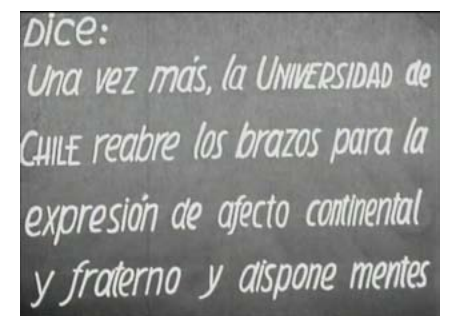 Dice:
Una vez más, la UNIVERSIDAD de
CHILE reabre los brazos para la
expresión de afecto continental
y fraterno y dispone mentes